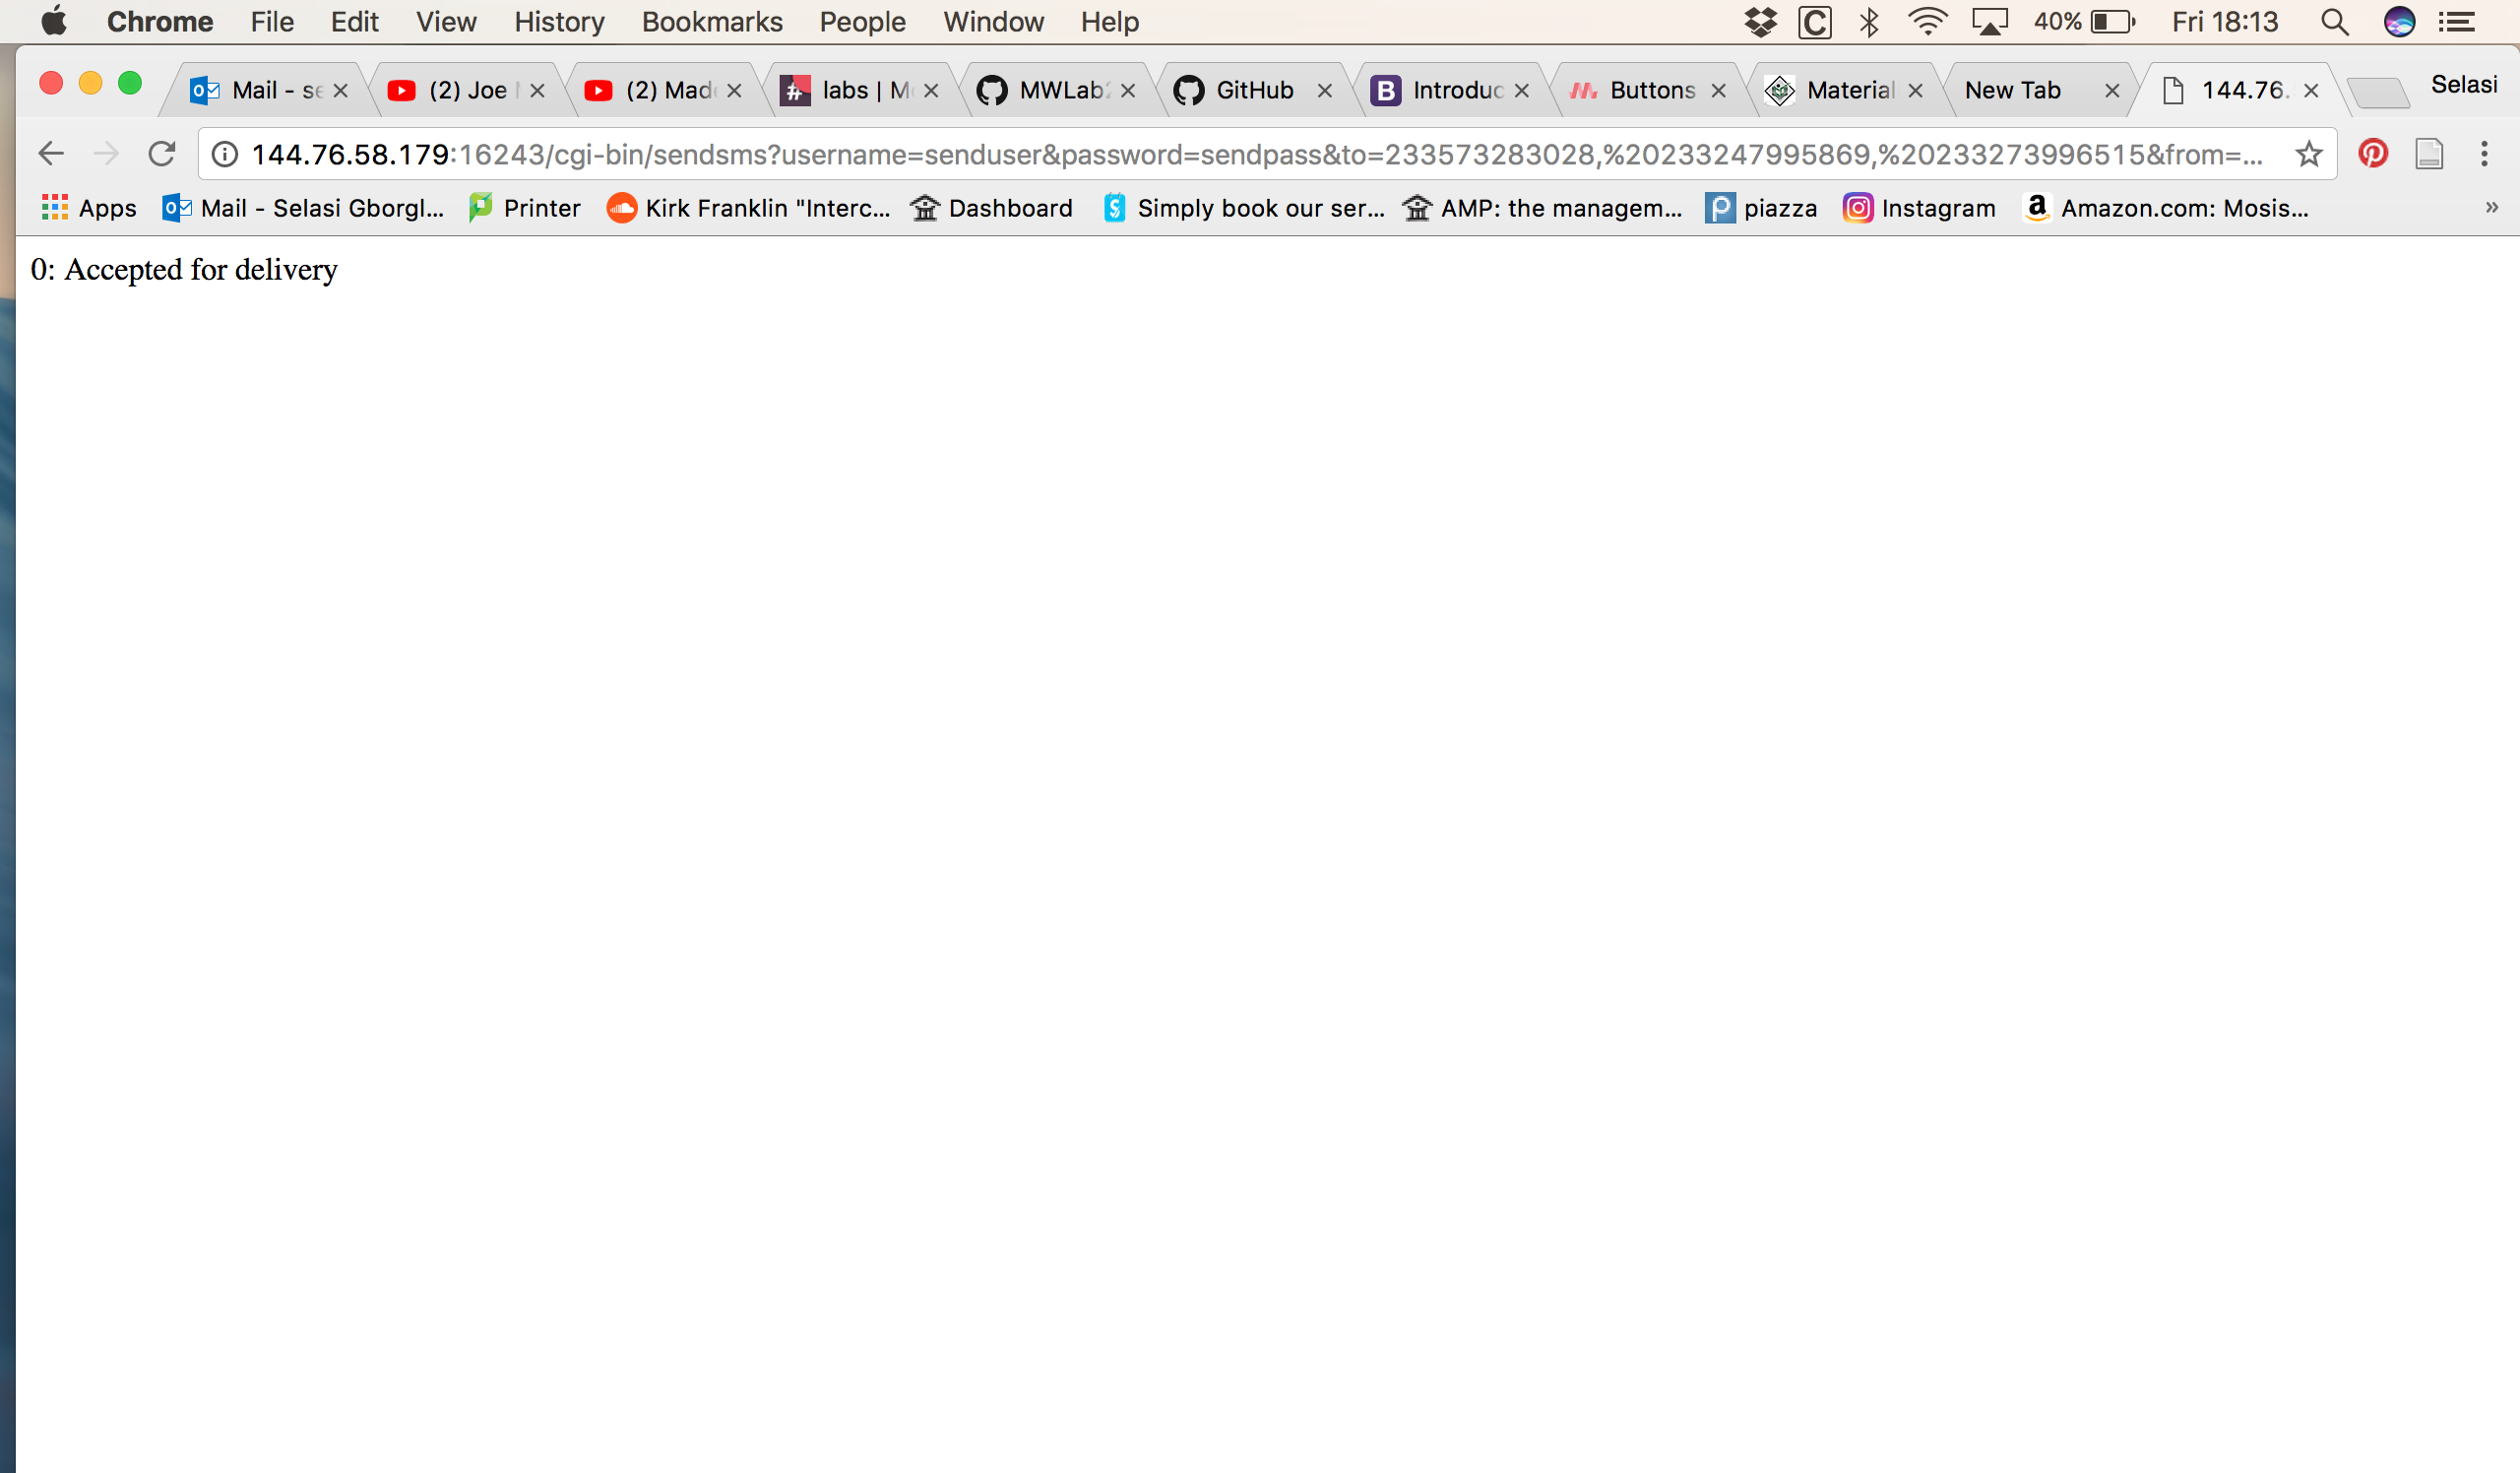 Chrome File Edit View History Bookmarks People Window Help 40% Fri 18:13
Mail - se (2) Joe (2) Mad labs | M MWLab GitHub Introduc Buttons Material New Tab 144.76. Selasi
144.76.58.179:16243/cgi-bin/sendsms?username=senduser&password=sendpass&to=233573283028,%20233247995869,%20233273996515&from=...
Apps Mail - Selasi Gborgl... Printer Kirk Franklin "Interc... Dashboard Simply book our ser... AMP: the managem... piazza Instagram Amazon.com: Mosis... »
0: Accepted for delivery